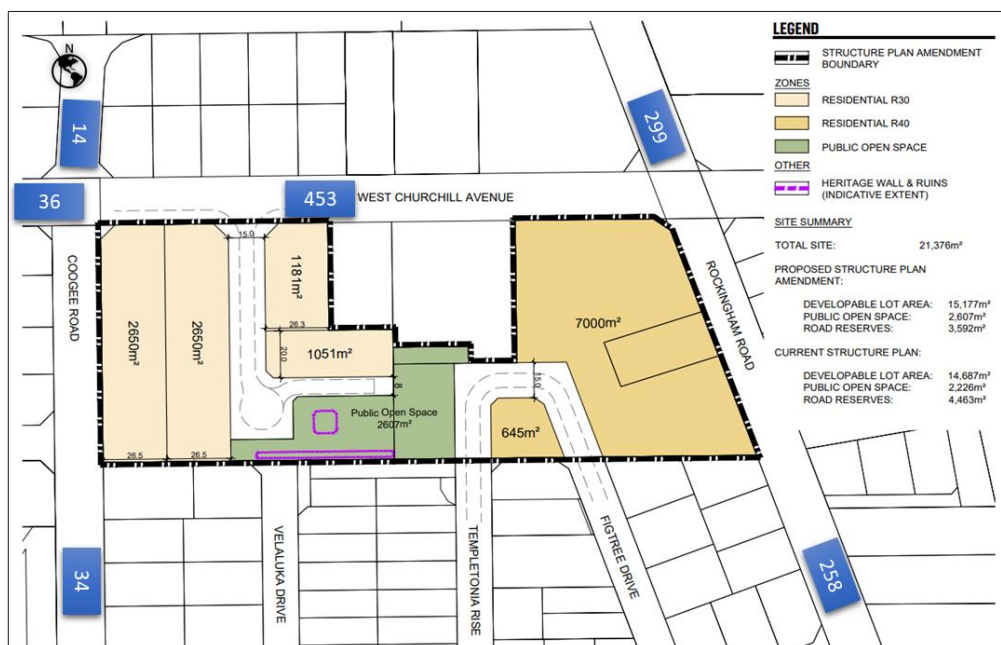 N
14
299
36
453
WEST CHURCHILL AVENUE
COOGEE ROAD
15.0
1181m²
26.3
2650m²
2650m²
20.0
1051m²
8
7000m²
ROCKINGHAM ROAD
15.0
Public Open Space
2607m²
645m²
26.5
26.5
VELALUKA DRIVE
TEMPLETONIA RISE
FIGTREE DRIVE
34
258
LEGEND
STRUCTURE PLAN AMENDMENT
BOUNDARY
ZONES
RESIDENTIAL R30
RESIDENTIAL R40
PUBLIC OPEN SPACE
OTHER
HERITAGE WALL & RUINS
(INDICATIVE EXTENT)
SITE SUMMARY
TOTAL SITE: 21,376m²
PROPOSED STRUCTURE PLAN
AMENDMENT:
DEVELOPABLE LOT AREA: 15,177m²
PUBLIC OPEN SPACE: 2,607m²
ROAD RESERVES: 3,592m²
CURRENT STRUCTURE PLAN:
DEVELOPABLE LOT AREA: 14,687m²
PUBLIC OPEN SPACE: 2,226m²
ROAD RESERVES: 4,463m²